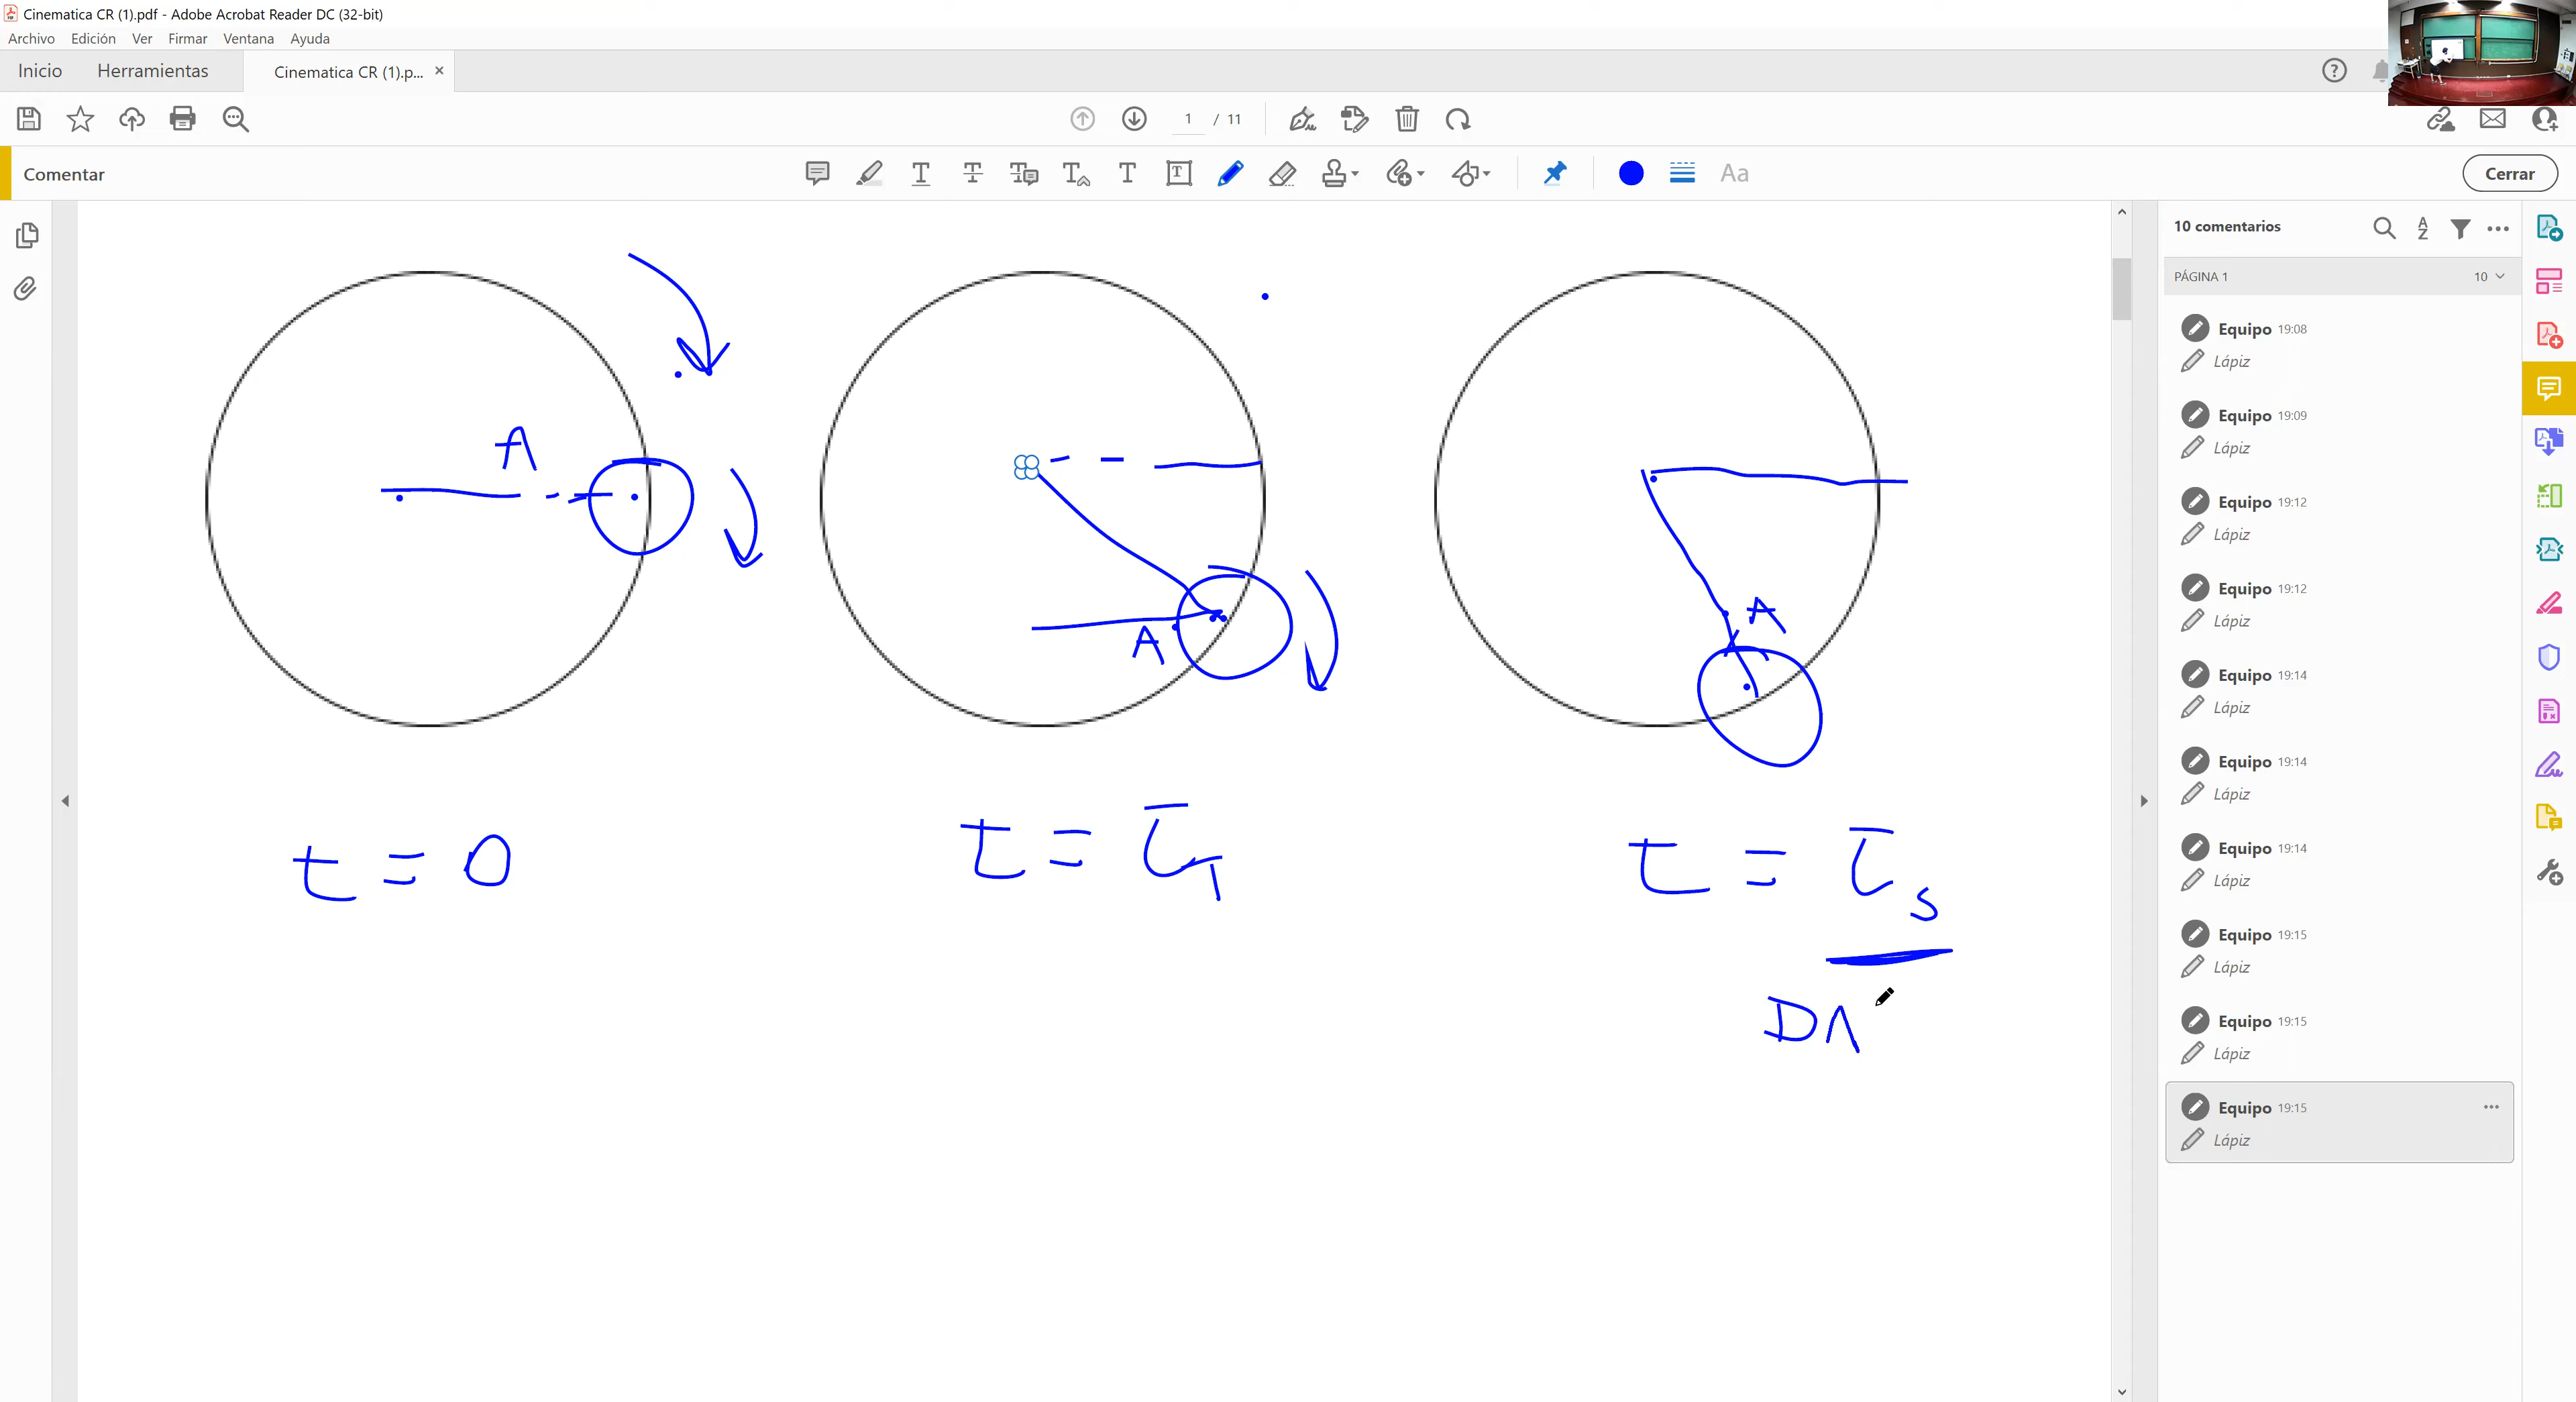 Cinematica CR (1).pdf - Adobe Acrobat Reader DC (32-bit)
Archivo Edición Ver Firmar Ventana Ayuda
Inicio Herramientas Cinematica CR (1).p... ×
1 / 11
Comentar
Aa
Cerrar
10 comentarios
PÁGINA 1 10
Equipo 19:08
Lápiz
Equipo 19:09
Lápiz
Equipo 19:12
Lápiz
Equipo 19:12
Lápiz
Equipo 19:14
Lápiz
Equipo 19:14
Lápiz
Equipo 19:14
Lápiz
Equipo 19:15
Lápiz
Equipo 19:15
Lápiz
Equipo 19:15
Lápiz
A
A
A
t = 0
t =
t =